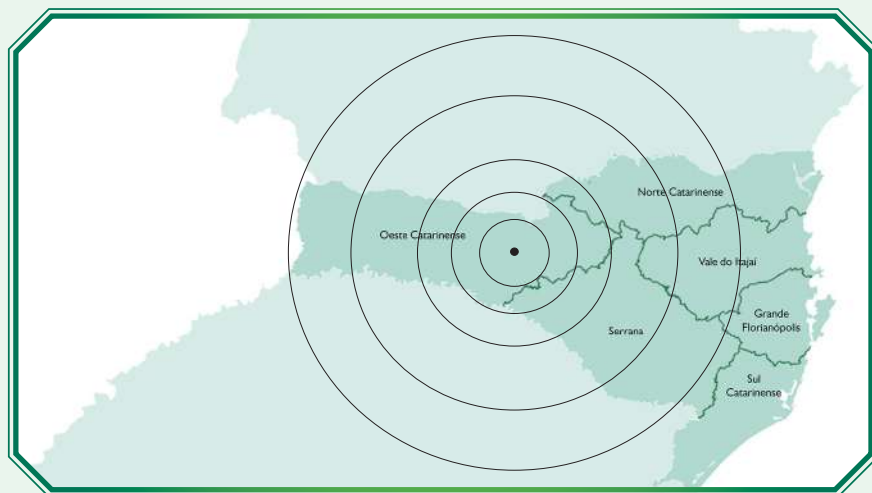 Norte Catarinense
Oeste Catarinense
Vale do Itajaí
Grande
Florianópolis
Serrana
Sul
Catarinense